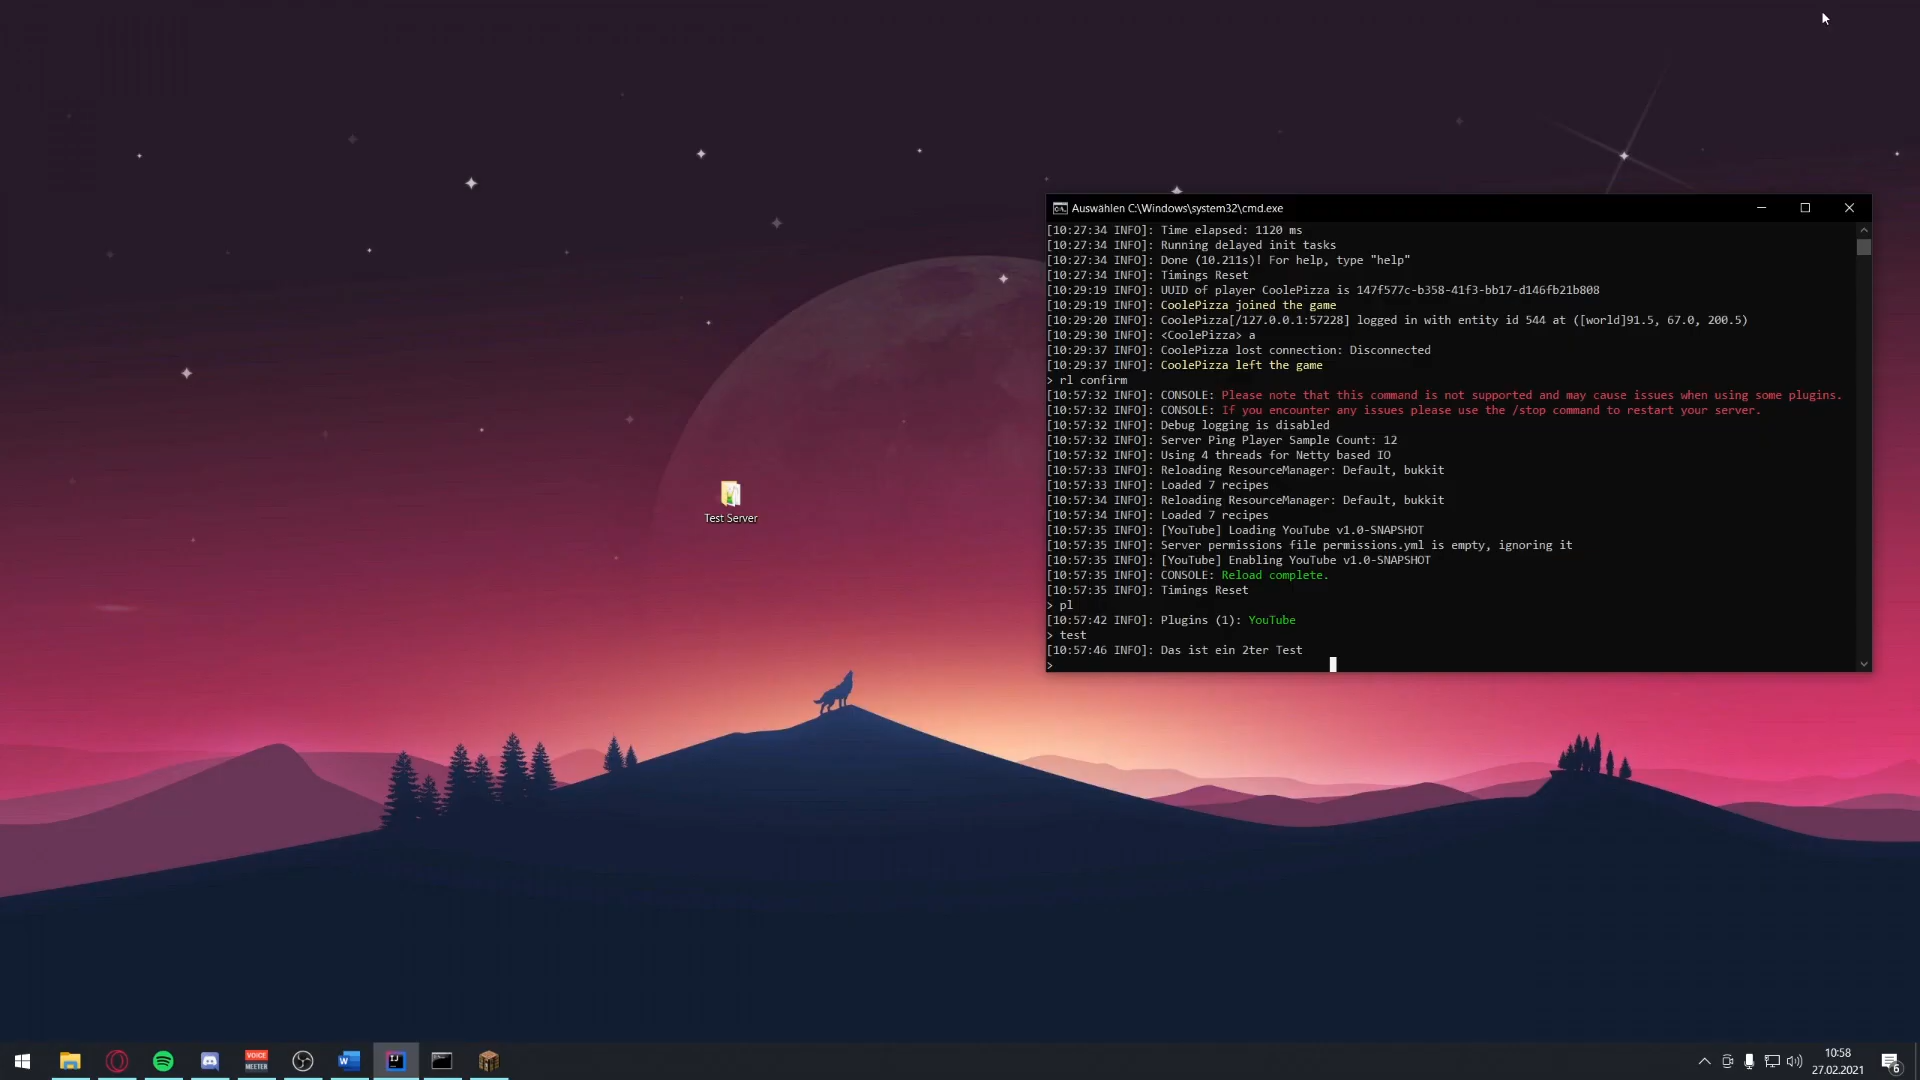 Auswählen C:\Windows\system32\cmd.exe
[10:27:34 INFO]: Time elapsed: 1120 ms
[10:27:34 INFO]: Running delayed init tasks
[10:27:34 INFO]: Done (10.211s)! For help, type "help"
[10:27:34 INFO]: Timings Reset
[10:29:19 INFO]: UUID of player CoolePizza is 147f577c-b358-41f3-bb17-d146fb21b808
[10:29:19 INFO]: CoolePizza joined the game
[10:29:20 INFO]: CoolePizza[/127.0.0.1:57228] logged in with entity id 544 at ([world]91.5, 67.0, 200.5)
[10:29:30 INFO]: <CoolePizza> a
[10:29:37 INFO]: CoolePizza lost connection: Disconnected
[10:29:37 INFO]: CoolePizza left the game
> rl confirm
[10:57:32 INFO]: CONSOLE: Please note that this command is not supported and may cause issues when using some plugins.
[10:57:32 INFO]: CONSOLE: If you encounter any issues please use the /stop command to restart your server.
[10:57:32 INFO]: Debug logging is disabled
[10:57:32 INFO]: Server Ping Player Sample Count: 12
[10:57:32 INFO]: Using 4 threads for Netty based IO
[10:57:33 INFO]: Reloading ResourceManager: Default, bukkit
[10:57:33 INFO]: Loaded 7 recipes
[10:57:34 INFO]: Reloading ResourceManager: Default, bukkit
[10:57:34 INFO]: Loaded 7 recipes
[10:57:35 INFO]: [YouTube] Loading YouTube v1.0-SNAPSHOT
[10:57:35 INFO]: Server permissions file permissions.yml is empty, ignoring it
[10:57:35 INFO]: [YouTube] Enabling YouTube v1.0-SNAPSHOT
[10:57:35 INFO]: CONSOLE: Reload complete.
[10:57:35 INFO]: Timings Reset
> pl
[10:57:42 INFO]: Plugins (1): YouTube
> test
[10:57:46 INFO]: Das ist ein 2ter Test
>
Test Server
VOICE
MEETER
W
IJ
10:58
27.02.2021
6